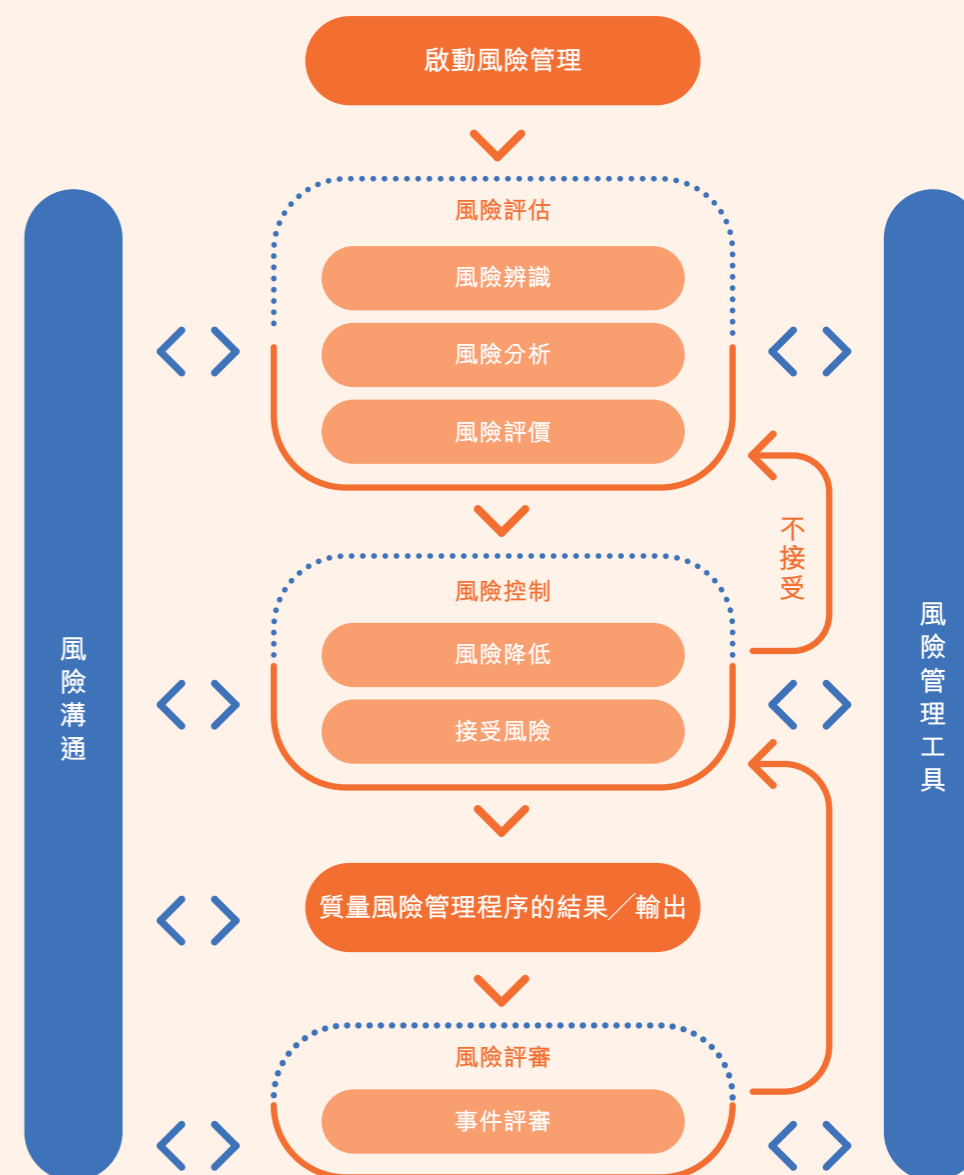 啟動風險管理
風險評估
風險辨識
風險分析
風險評價
不接受
風險控制
風險降低
接受風險
風險溝通
風險管理工具
質量風險管理程序的結果╱輸出
風險評審
事件評審